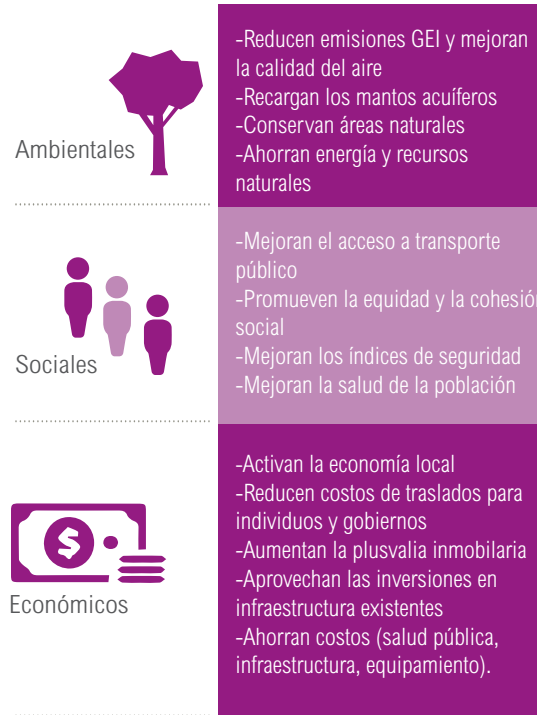 Ambientales
-Reducen emisiones GEI y mejoran
la calidad del aire
-Recargan los mantos acuíferos
-Conservan áreas naturales
-Ahorran energía y recursos
naturales
Sociales
-Mejoran el acceso a transporte
público
-Promueven la equidad y la cohesión
social
-Mejoran los índices de seguridad
-Mejoran la salud de la población
$
Económicos
-Activan la economía local
-Reducen costos de traslados para
individuos y gobiernos
-Aumentan la plusvalia inmobilaria
-Aprovechan las inversiones en
infraestructura existentes
-Ahorran costos (salud pública,
infraestructura, equipamiento).